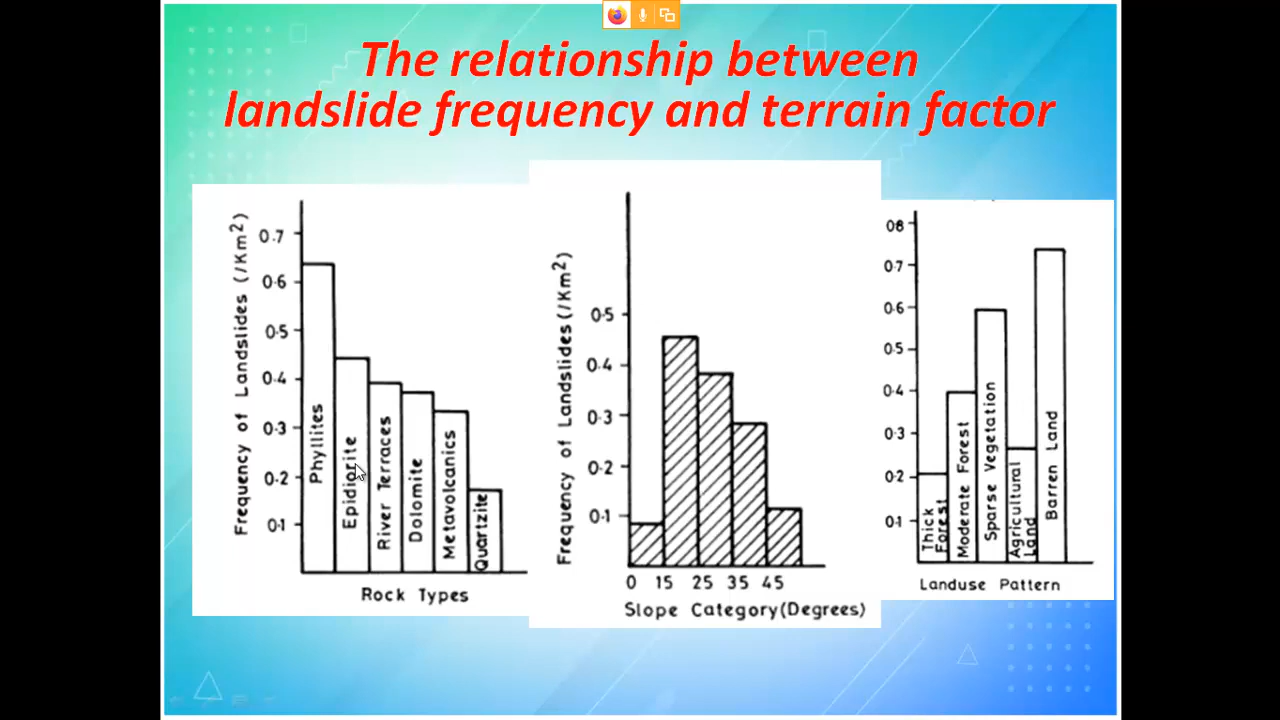 The relationship between
landslide frequency and terrain factor
Frequency of Landslides (/Km2)
0.7
0.6
0.5
0.4
0.3
0.2
0.1
Phyllites
Epidiorite
River Terraces
Dolomite
Metavolcanics
Quartzite
Rock Types
Frequency of Landslides (/Km2)
0.5
0.4
0.3
0.2
0.1
0 15 25 35 45
Slope Category(Degrees)
08
0.7
0.6
0.5
0.4
0.3
0.2
0.1
Thick
Forest
Moderate Forest
Sparse Vegetation
Agricultural
Land
Barren Land
Landuse Pattern